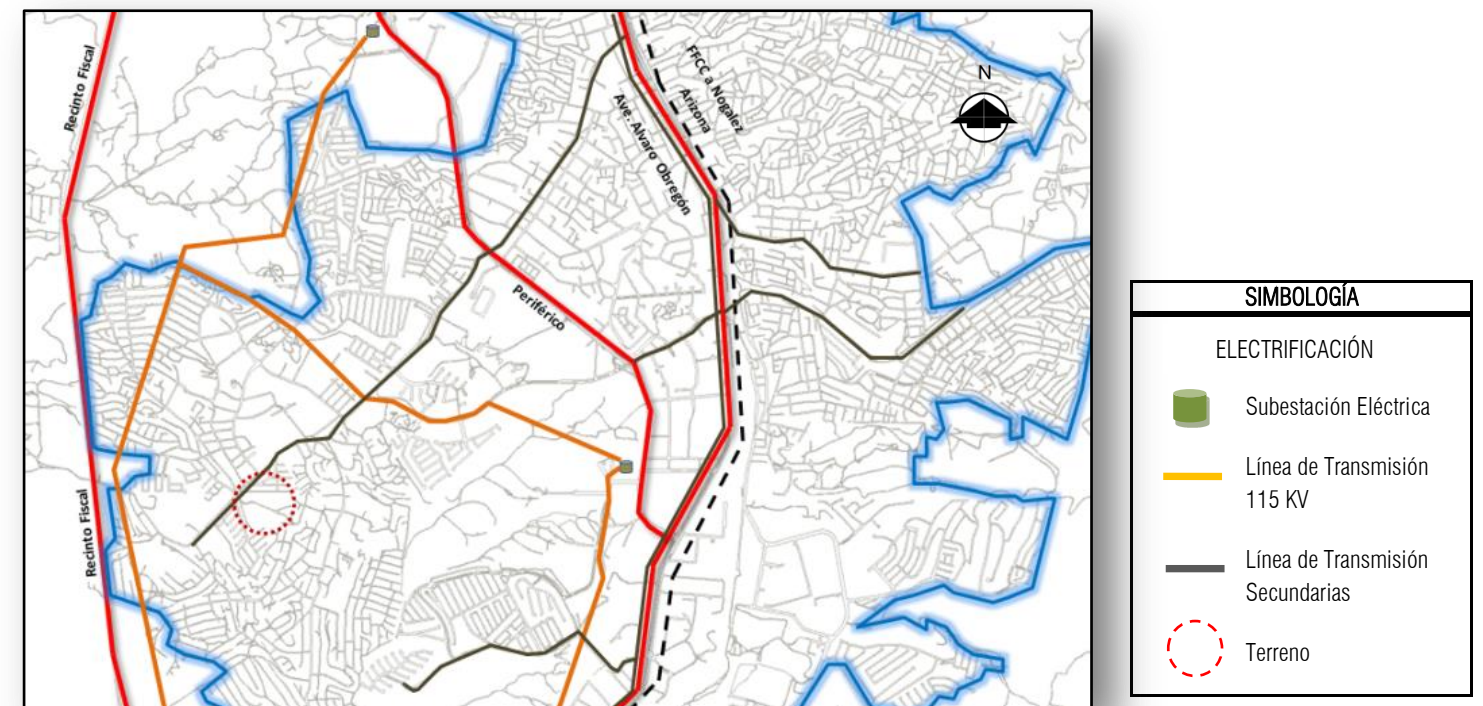 Recinto Fiscal
FFCC a Nogalez
Arizona
Ave. Alvaro Obregón
N
Periférico
Recinto Fiscal
SIMBOLOGÍA
ELECTRIFICACIÓN
Subestación Eléctrica
Línea de Transmisión
115 KV
Línea de Transmisión
Secundarias
Terreno